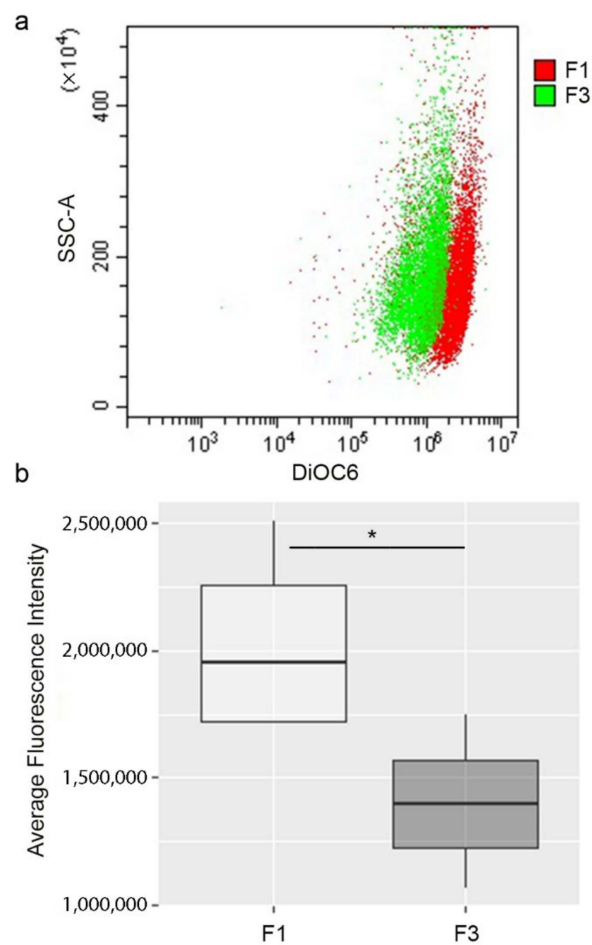 a
(×10⁴)
400
200
0
SSC-A
10³ 10⁴ 10⁵ 10⁶ 10⁷
DiOC6
F1
F3
b
2,500,000
2,000,000
1,500,000
1,000,000
Average Fluorescence Intensity
*
F1 F3